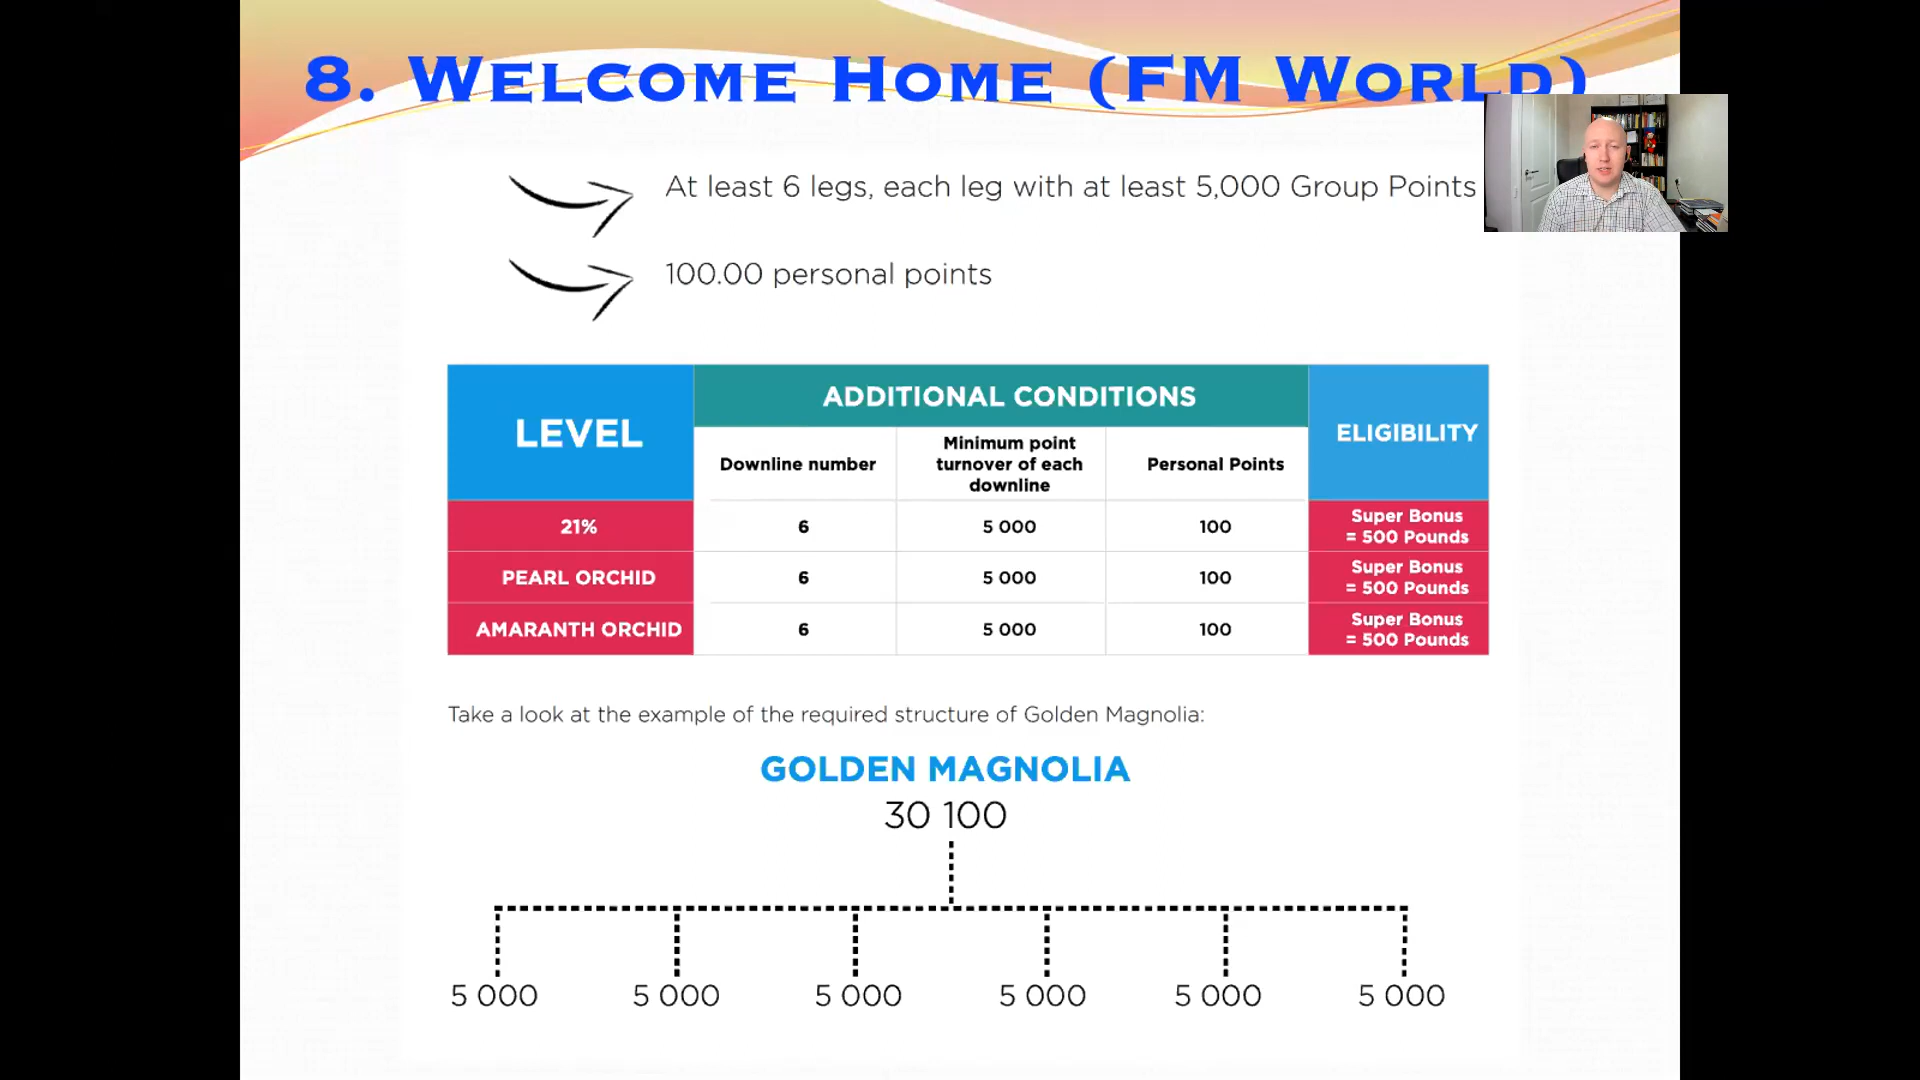 8. Welcome Home (FM World)
At least 6 legs, each leg with at least 5,000 Group Points
100.00 personal points
LEVEL
ADDITIONAL CONDITIONS
ELIGIBILITY
Downline number
Minimum point
turnover of each
downline
Personal Points
21%
6
5 000
100
Super Bonus
= 500 Pounds
PEARL ORCHID
6
5 000
100
Super Bonus
= 500 Pounds
AMARANTH ORCHID
6
5 000
100
Super Bonus
= 500 Pounds
Take a look at the example of the required structure of Golden Magnolia:
GOLDEN MAGNOLIA
30 100
5 000
5 000
5 000
5 000
5 000
5 000